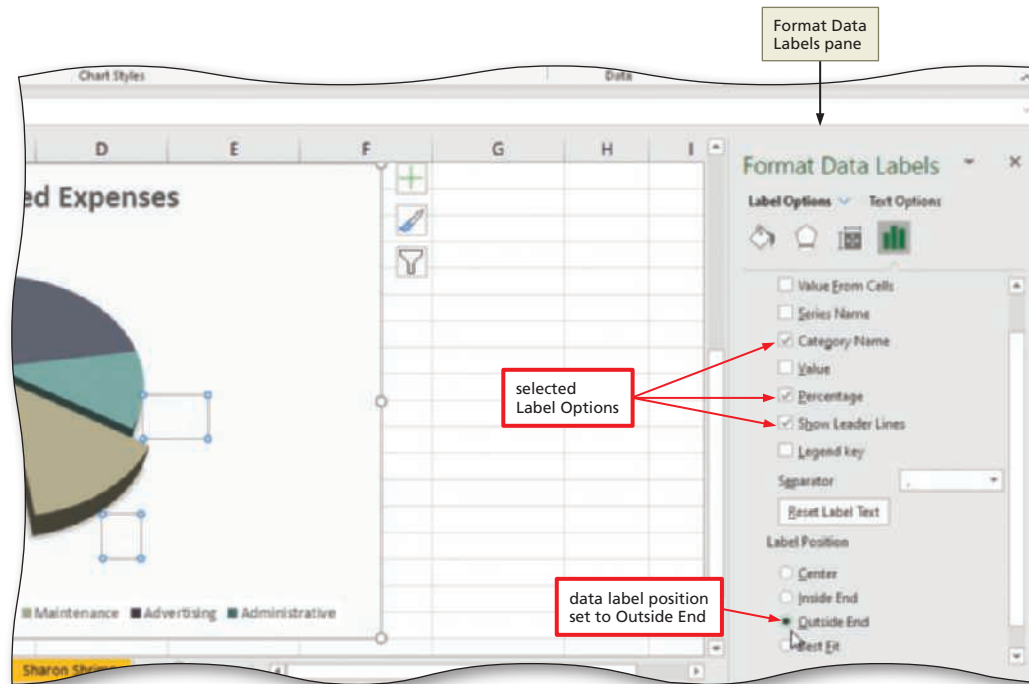 Format Data
Labels pane
Chart Styles
Data
D E F G H I
ed Expenses
Format Data Labels
Label Options Text Options
Value From Cells
Series Name
Category Name
Value
selected
Label Options
Percentage
Show Leader Lines
Legend key
Separator ,
Reset Label Text
Label Position
Center
Inside End
data label position
set to Outside End
Outside End
Best Fit
Maintenance Advertising Administrative
Sharon Shrimp